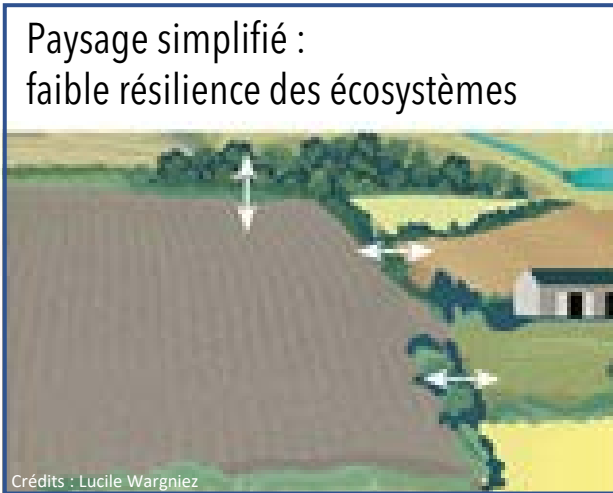 Paysage simplifié :
faible résilience des écosystèmes
Crédits : Lucile Wargniez